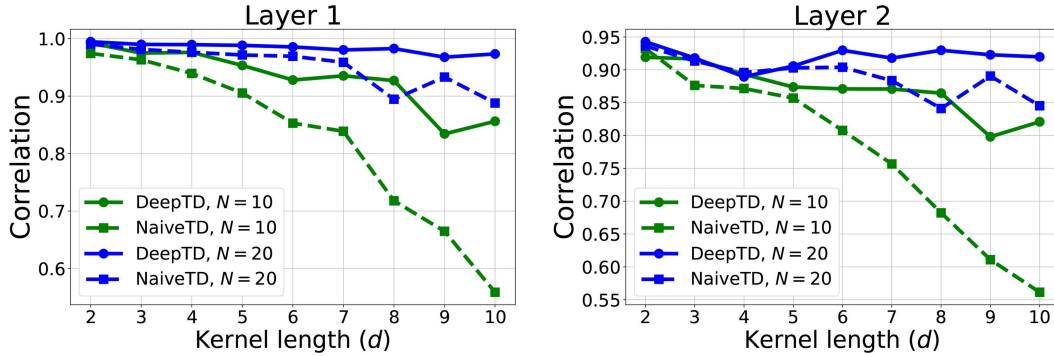 Layer 1
Correlation
1.0
0.9
0.8
0.7
0.6
DeepTD, N = 10
NaiveTD, N = 10
DeepTD, N = 20
NaiveTD, N = 20
2 3 4 5 6 7 8 9 10
Kernel length (d)
Layer 2
Correlation
0.95
0.90
0.85
0.80
0.75
0.70
0.65
0.60
0.55
DeepTD, N = 10
NaiveTD, N = 10
DeepTD, N = 20
NaiveTD, N = 20
2 3 4 5 6 7 8 9 10
Kernel length (d)